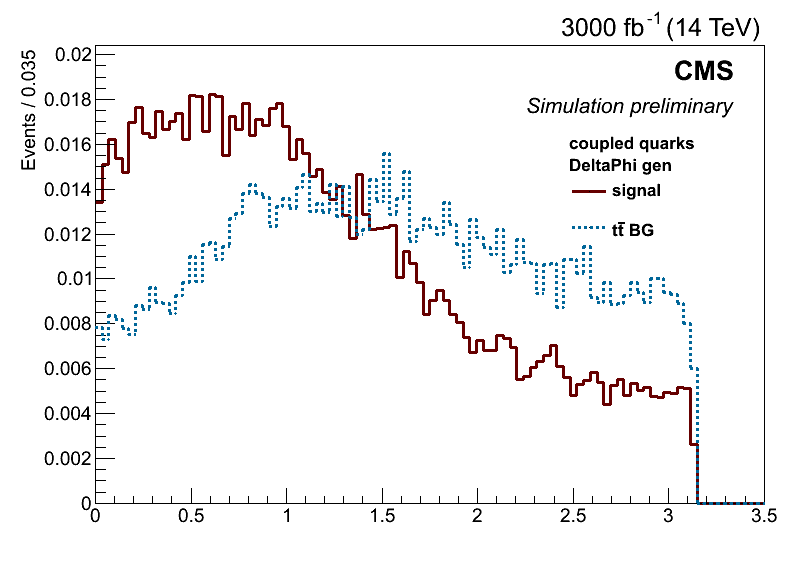 3000 fb⁻¹ (14 TeV)
CMS
Simulation preliminary
coupled quarks
DeltaPhi gen
signal
tt̄ BG
Events / 0.035
0.02
0.018
0.016
0.014
0.012
0.01
0.008
0.006
0.004
0.002
0
0 0.5 1 1.5 2 2.5 3 3.5